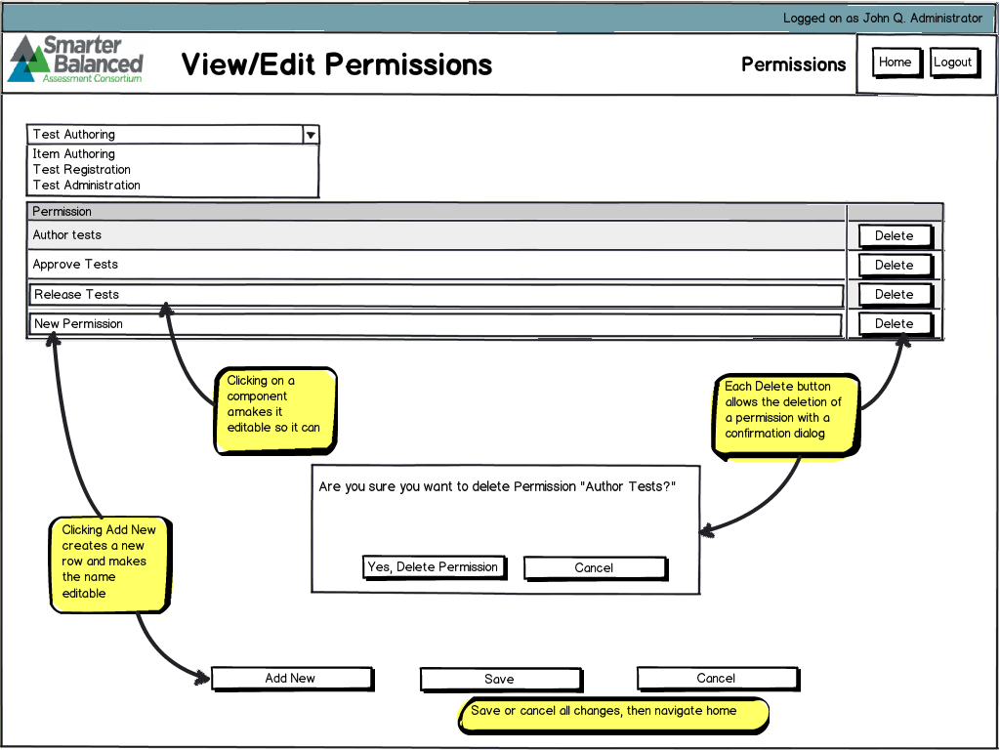 Logged on as John Q. Administrator
Smarter
Balanced
Assessment Consortium
View/Edit Permissions
Permissions
Home
Logout
Test Authoring
Item Authoring
Test Registration
Test Administration
Permission
Author tests
Delete
Approve Tests
Delete
Release Tests
Delete
New Permission
Delete
Clicking on a
component
amakes it
editable so it can
Each Delete button
allows the deletion of
a permission with a
confirmation dialog
Are you sure you want to delete Permission "Author Tests?"
Yes, Delete Permission
Cancel
Clicking Add New
creates a new
row and makes
the name
editable
Add New
Save
Cancel
Save or cancel all changes, then navigate home